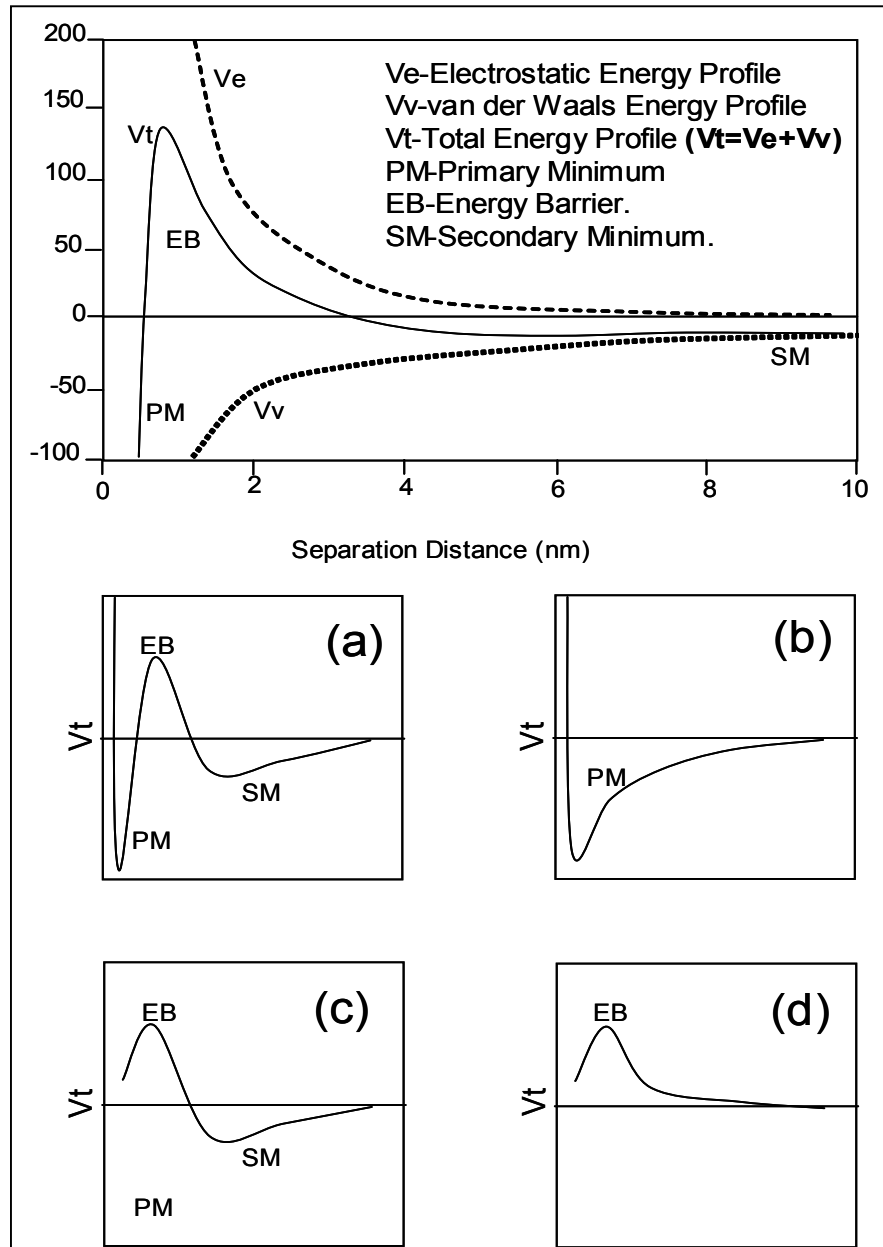 200
150
100
50
0
-50
-100
Ve
Vt
EB
PM
Vv
SM
Ve-Electrostatic Energy Profile
Vv-van der Waals Energy Profile
Vt-Total Energy Profile (Vt=Ve+Vv)
PM-Primary Minimum
EB-Energy Barrier.
SM-Secondary Minimum.
0 2 4 6 8 10
Separation Distance (nm)
(a)
EB
Vt
SM
PM
(b)
Vt
PM
(c)
EB
Vt
SM
PM
(d)
EB
Vt